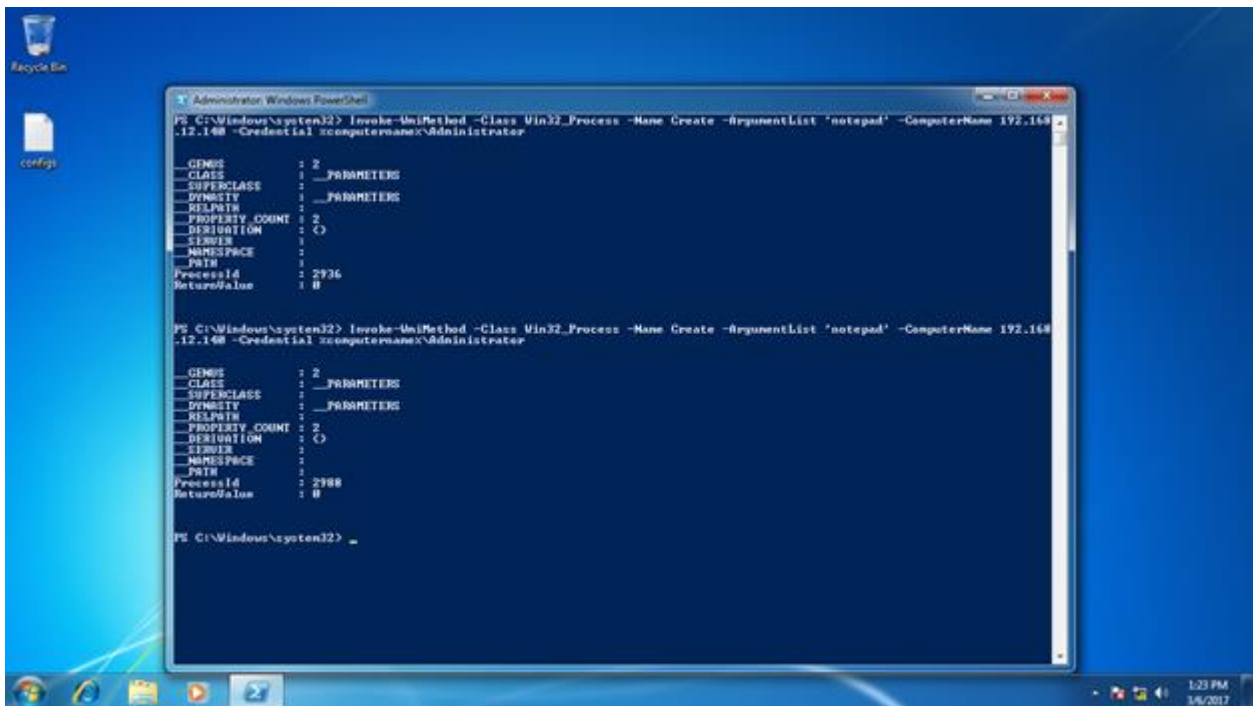 Recycle Bin
configs
Administrator: Windows PowerShell
PS C:\Windows\system32> Invoke-WmiMethod -Class Win32_Process -Name Create -ArgumentList 'notepad' -ComputerName 192.168
.12.140 -Credential xcomputernamex\Administrator
__GENUS : 2
__CLASS : __PARAMETERS
__SUPERCLASS :
__DYNASTY : __PARAMETERS
__RELPATH :
__PROPERTY_COUNT : 2
__DERIVATION : {}
__SERVER :
__NAMESPACE :
__PATH :
ProcessId : 2936
ReturnValue : 0
PS C:\Windows\system32> Invoke-WmiMethod -Class Win32_Process -Name Create -ArgumentList 'notepad' -ComputerName 192.168
.12.140 -Credential xcomputernamex\Administrator
__GENUS : 2
__CLASS : __PARAMETERS
__SUPERCLASS :
__DYNASTY : __PARAMETERS
__RELPATH :
__PROPERTY_COUNT : 2
__DERIVATION : {}
__SERVER :
__NAMESPACE :
__PATH :
ProcessId : 2988
ReturnValue : 0
PS C:\Windows\system32> _
1:23 PM
3/6/2017